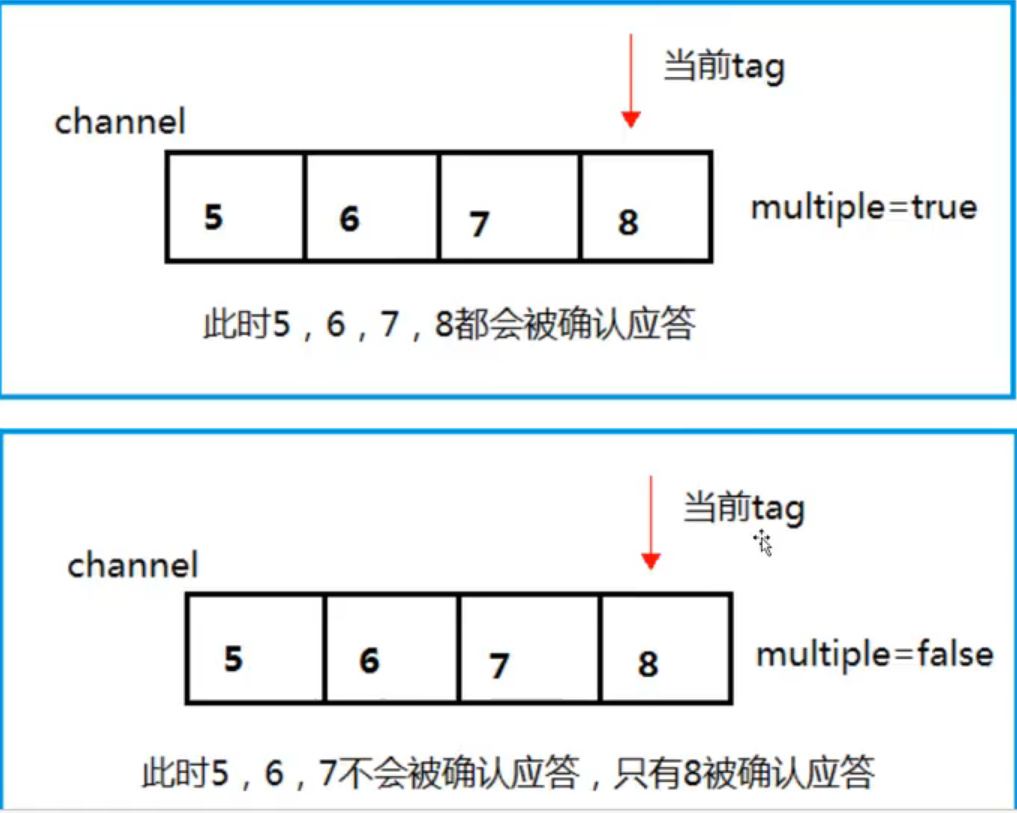 当前tag
channel
5 6 7 8
multiple=true
此时5，6，7，8都会被确认应答
当前tag
channel
5 6 7 8
multiple=false
此时5，6，7不会被确认应答，只有8被确认应答